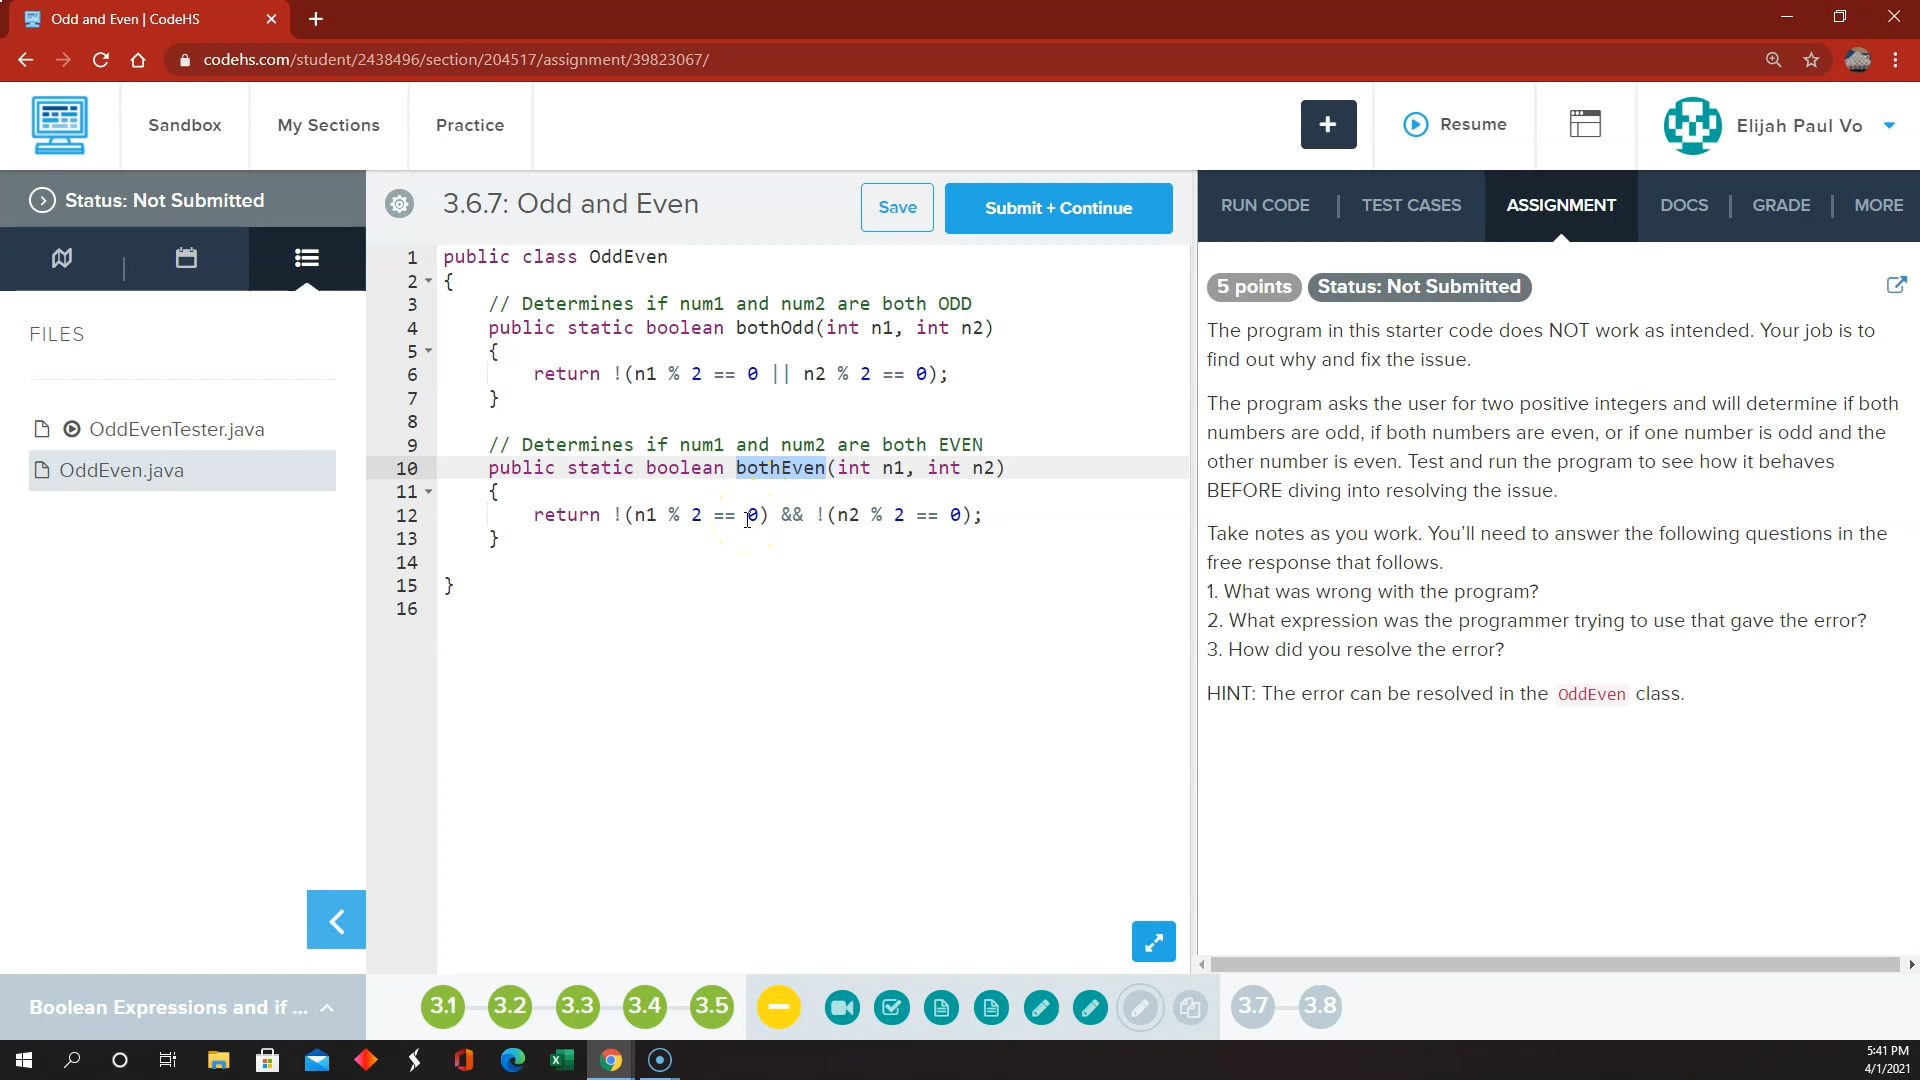 Odd and Even | CodeHS
codehs.com/student/2438496/section/204517/assignment/39823067/
Sandbox
My Sections
Practice
+
Resume
Elijah Paul Vo
Status: Not Submitted
3.6.7: Odd and Even
Save
Submit + Continue
RUN CODE
TEST CASES
ASSIGNMENT
DOCS
GRADE
MORE
FILES
OddEvenTester.java
OddEven.java
1 public class OddEven
2 {
3 // Determines if num1 and num2 are both ODD
4 public static boolean bothOdd(int n1, int n2)
5 {
6 return !(n1 % 2 == 0 || n2 % 2 == 0);
7 }
8
9 // Determines if num1 and num2 are both EVEN
10 public static boolean bothEven(int n1, int n2)
11 {
12 return !(n1 % 2 == 0) && !(n2 % 2 == 0);
13 }
14
15 }
16
5 points
Status: Not Submitted
The program in this starter code does NOT work as intended. Your job is to
find out why and fix the issue.
The program asks the user for two positive integers and will determine if both
numbers are odd, if both numbers are even, or if one number is odd and the
other number is even. Test and run the program to see how it behaves
BEFORE diving into resolving the issue.
Take notes as you work. You'll need to answer the following questions in the
free response that follows.
1. What was wrong with the program?
2. What expression was the programmer trying to use that gave the error?
3. How did you resolve the error?
HINT: The error can be resolved in the OddEven class.
Boolean Expressions and if ...
3.1
3.2
3.3
3.4
3.5
3.7
3.8
5:41 PM
4/1/2021